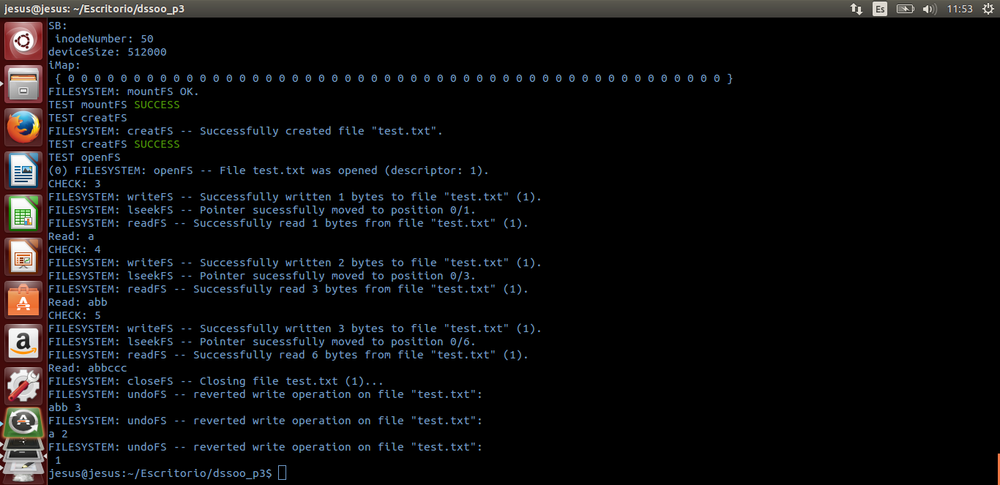 jesus@jesus: ~/Escritorio/dssoo_p3
Es
11:53
SB:
inodeNumber: 50
deviceSize: 512000
iMap:
{ 0 0 0 0 0 0 0 0 0 0 0 0 0 0 0 0 0 0 0 0 0 0 0 0 0 0 0 0 0 0 0 0 0 0 0 0 0 0 0 0 0 0 0 0 0 0 0 0 0 0 }
FILESYSTEM: mountFS OK.
TEST mountFS SUCCESS
TEST creatFS
FILESYSTEM: creatFS -- Successfully created file "test.txt".
TEST creatFS SUCCESS
TEST openFS
(0) FILESYSTEM: openFS -- File test.txt was opened (descriptor: 1).
CHECK: 3
FILESYSTEM: writeFS -- Successfully written 1 bytes to file "test.txt" (1).
FILESYSTEM: lseekFS -- Pointer sucessfully moved to position 0/1.
FILESYSTEM: readFS -- Successfully read 1 bytes from file "test.txt" (1).
Read: a
CHECK: 4
FILESYSTEM: writeFS -- Successfully written 2 bytes to file "test.txt" (1).
FILESYSTEM: lseekFS -- Pointer sucessfully moved to position 0/3.
FILESYSTEM: readFS -- Successfully read 3 bytes from file "test.txt" (1).
Read: abb
CHECK: 5
FILESYSTEM: writeFS -- Successfully written 3 bytes to file "test.txt" (1).
FILESYSTEM: lseekFS -- Pointer sucessfully moved to position 0/6.
FILESYSTEM: readFS -- Successfully read 6 bytes from file "test.txt" (1).
Read: abbccc
FILESYSTEM: closeFS -- Closing file test.txt (1)...
FILESYSTEM: undoFS -- reverted write operation on file "test.txt":
abb 3
FILESYSTEM: undoFS -- reverted write operation on file "test.txt":
a 2
FILESYSTEM: undoFS -- reverted write operation on file "test.txt":
1
jesus@jesus:~/Escritorio/dssoo_p3$